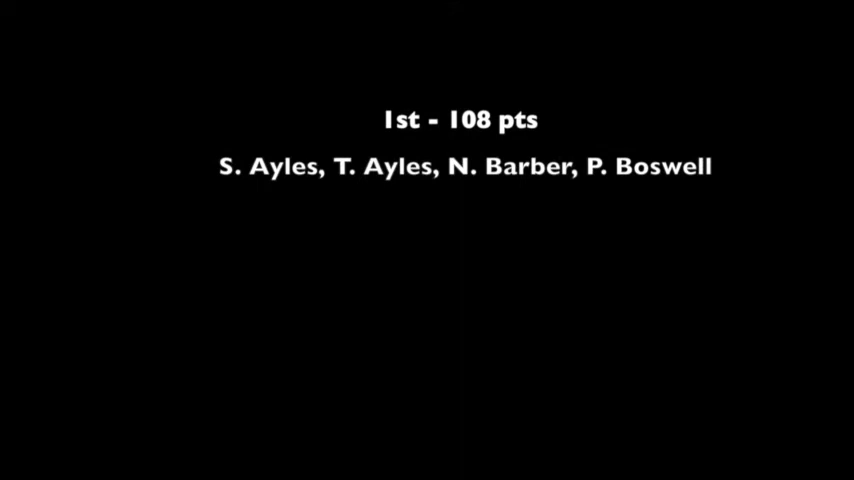 1st - 108 pts
S. Ayles, T. Ayles, N. Barber, P. Boswell